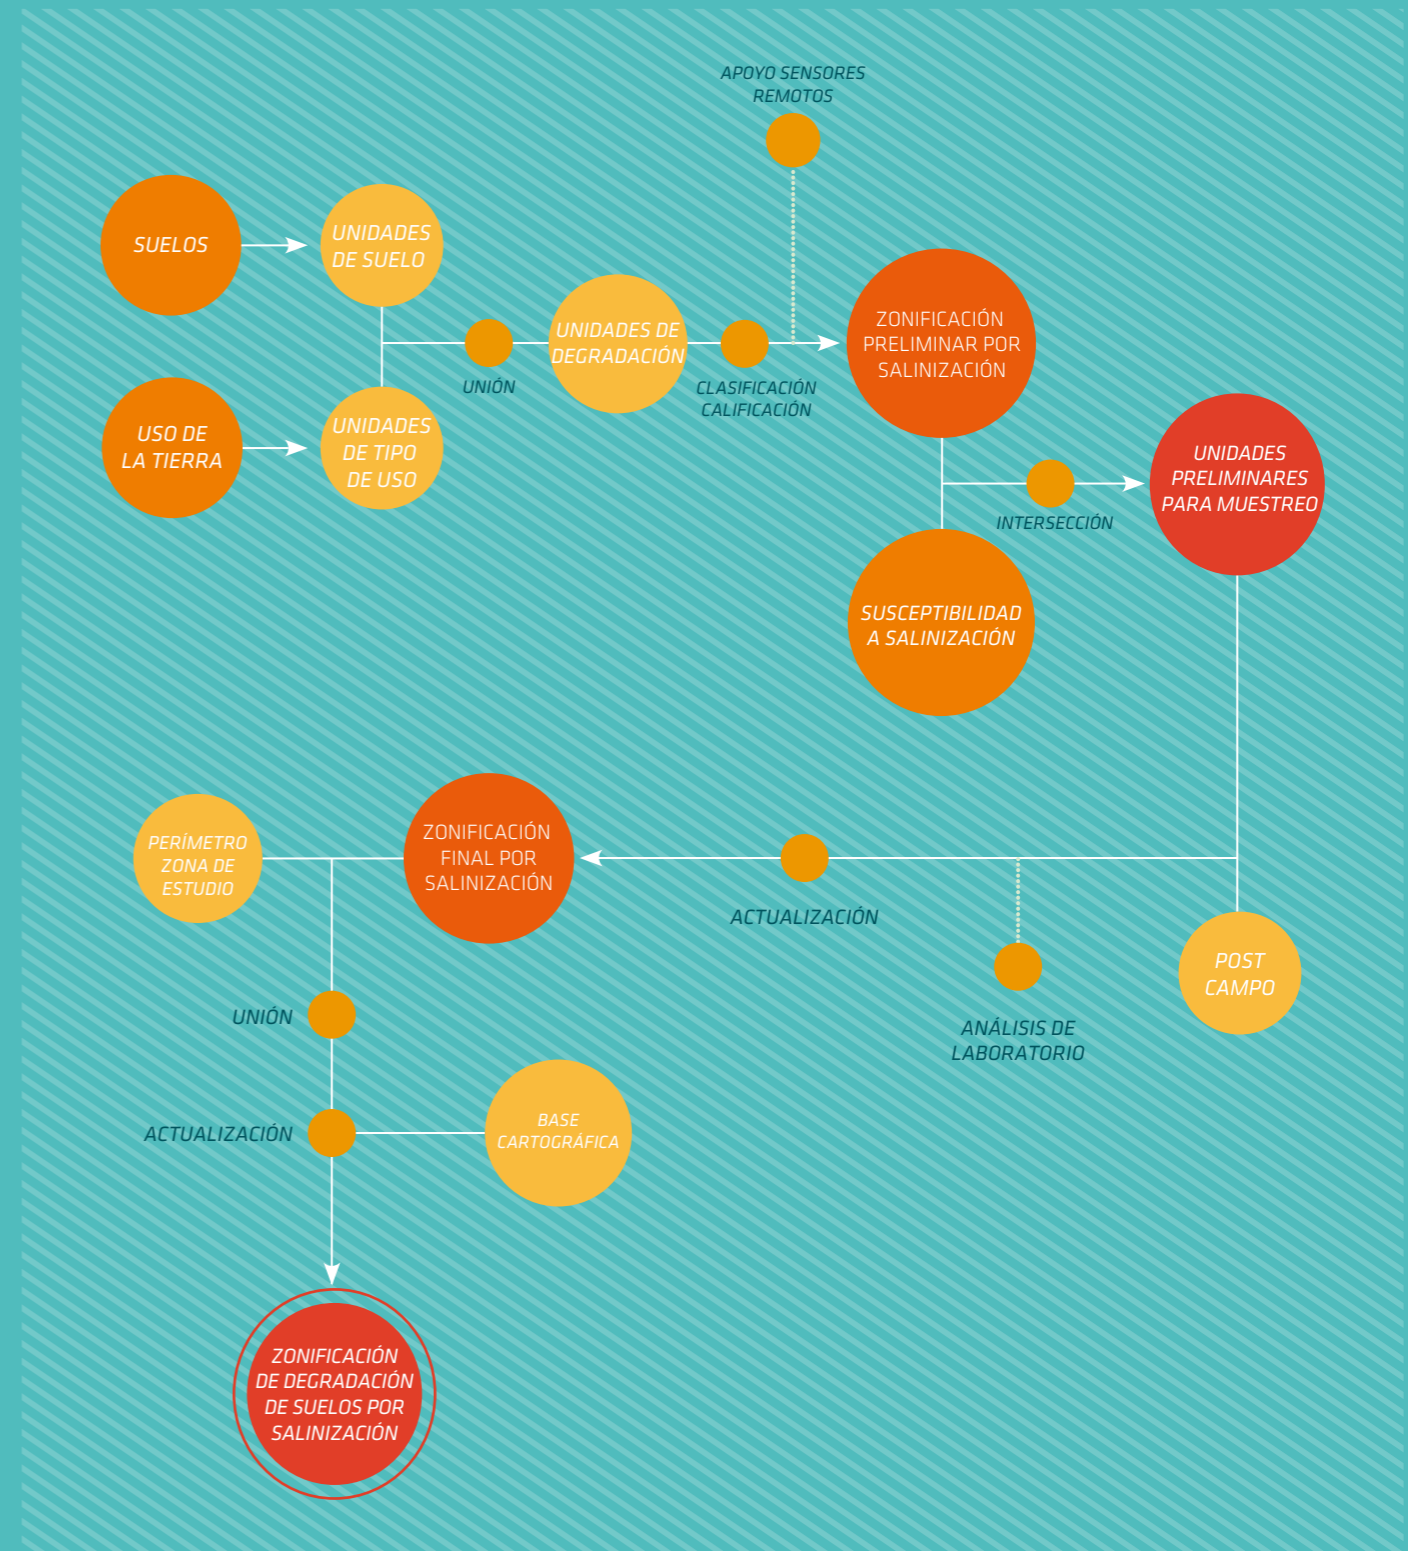 APOYO SENSORES
REMOTOS
SUELOS
UNIDADES
DE SUELO
UNIÓN
UNIDADES DE
DEGRADACIÓN
CLASIFICACIÓN
CALIFICACIÓN
ZONIFICACIÓN
PRELIMINAR POR
SALINIZACIÓN
USO DE
LA TIERRA
UNIDADES
DE TIPO
DE USO
INTERSECCIÓN
UNIDADES
PRELIMINARES
PARA MUESTREO
SUSCEPTIBILIDAD
A SALINIZACIÓN
PERÍMETRO
ZONA DE
ESTUDIO
ZONIFICACIÓN
FINAL POR
SALINIZACIÓN
ACTUALIZACIÓN
POST
CAMPO
ANÁLISIS DE
LABORATORIO
UNIÓN
ACTUALIZACIÓN
BASE
CARTOGRÁFICA
ZONIFICACIÓN
DE DEGRADACIÓN
DE SUELOS POR
SALINIZACIÓN